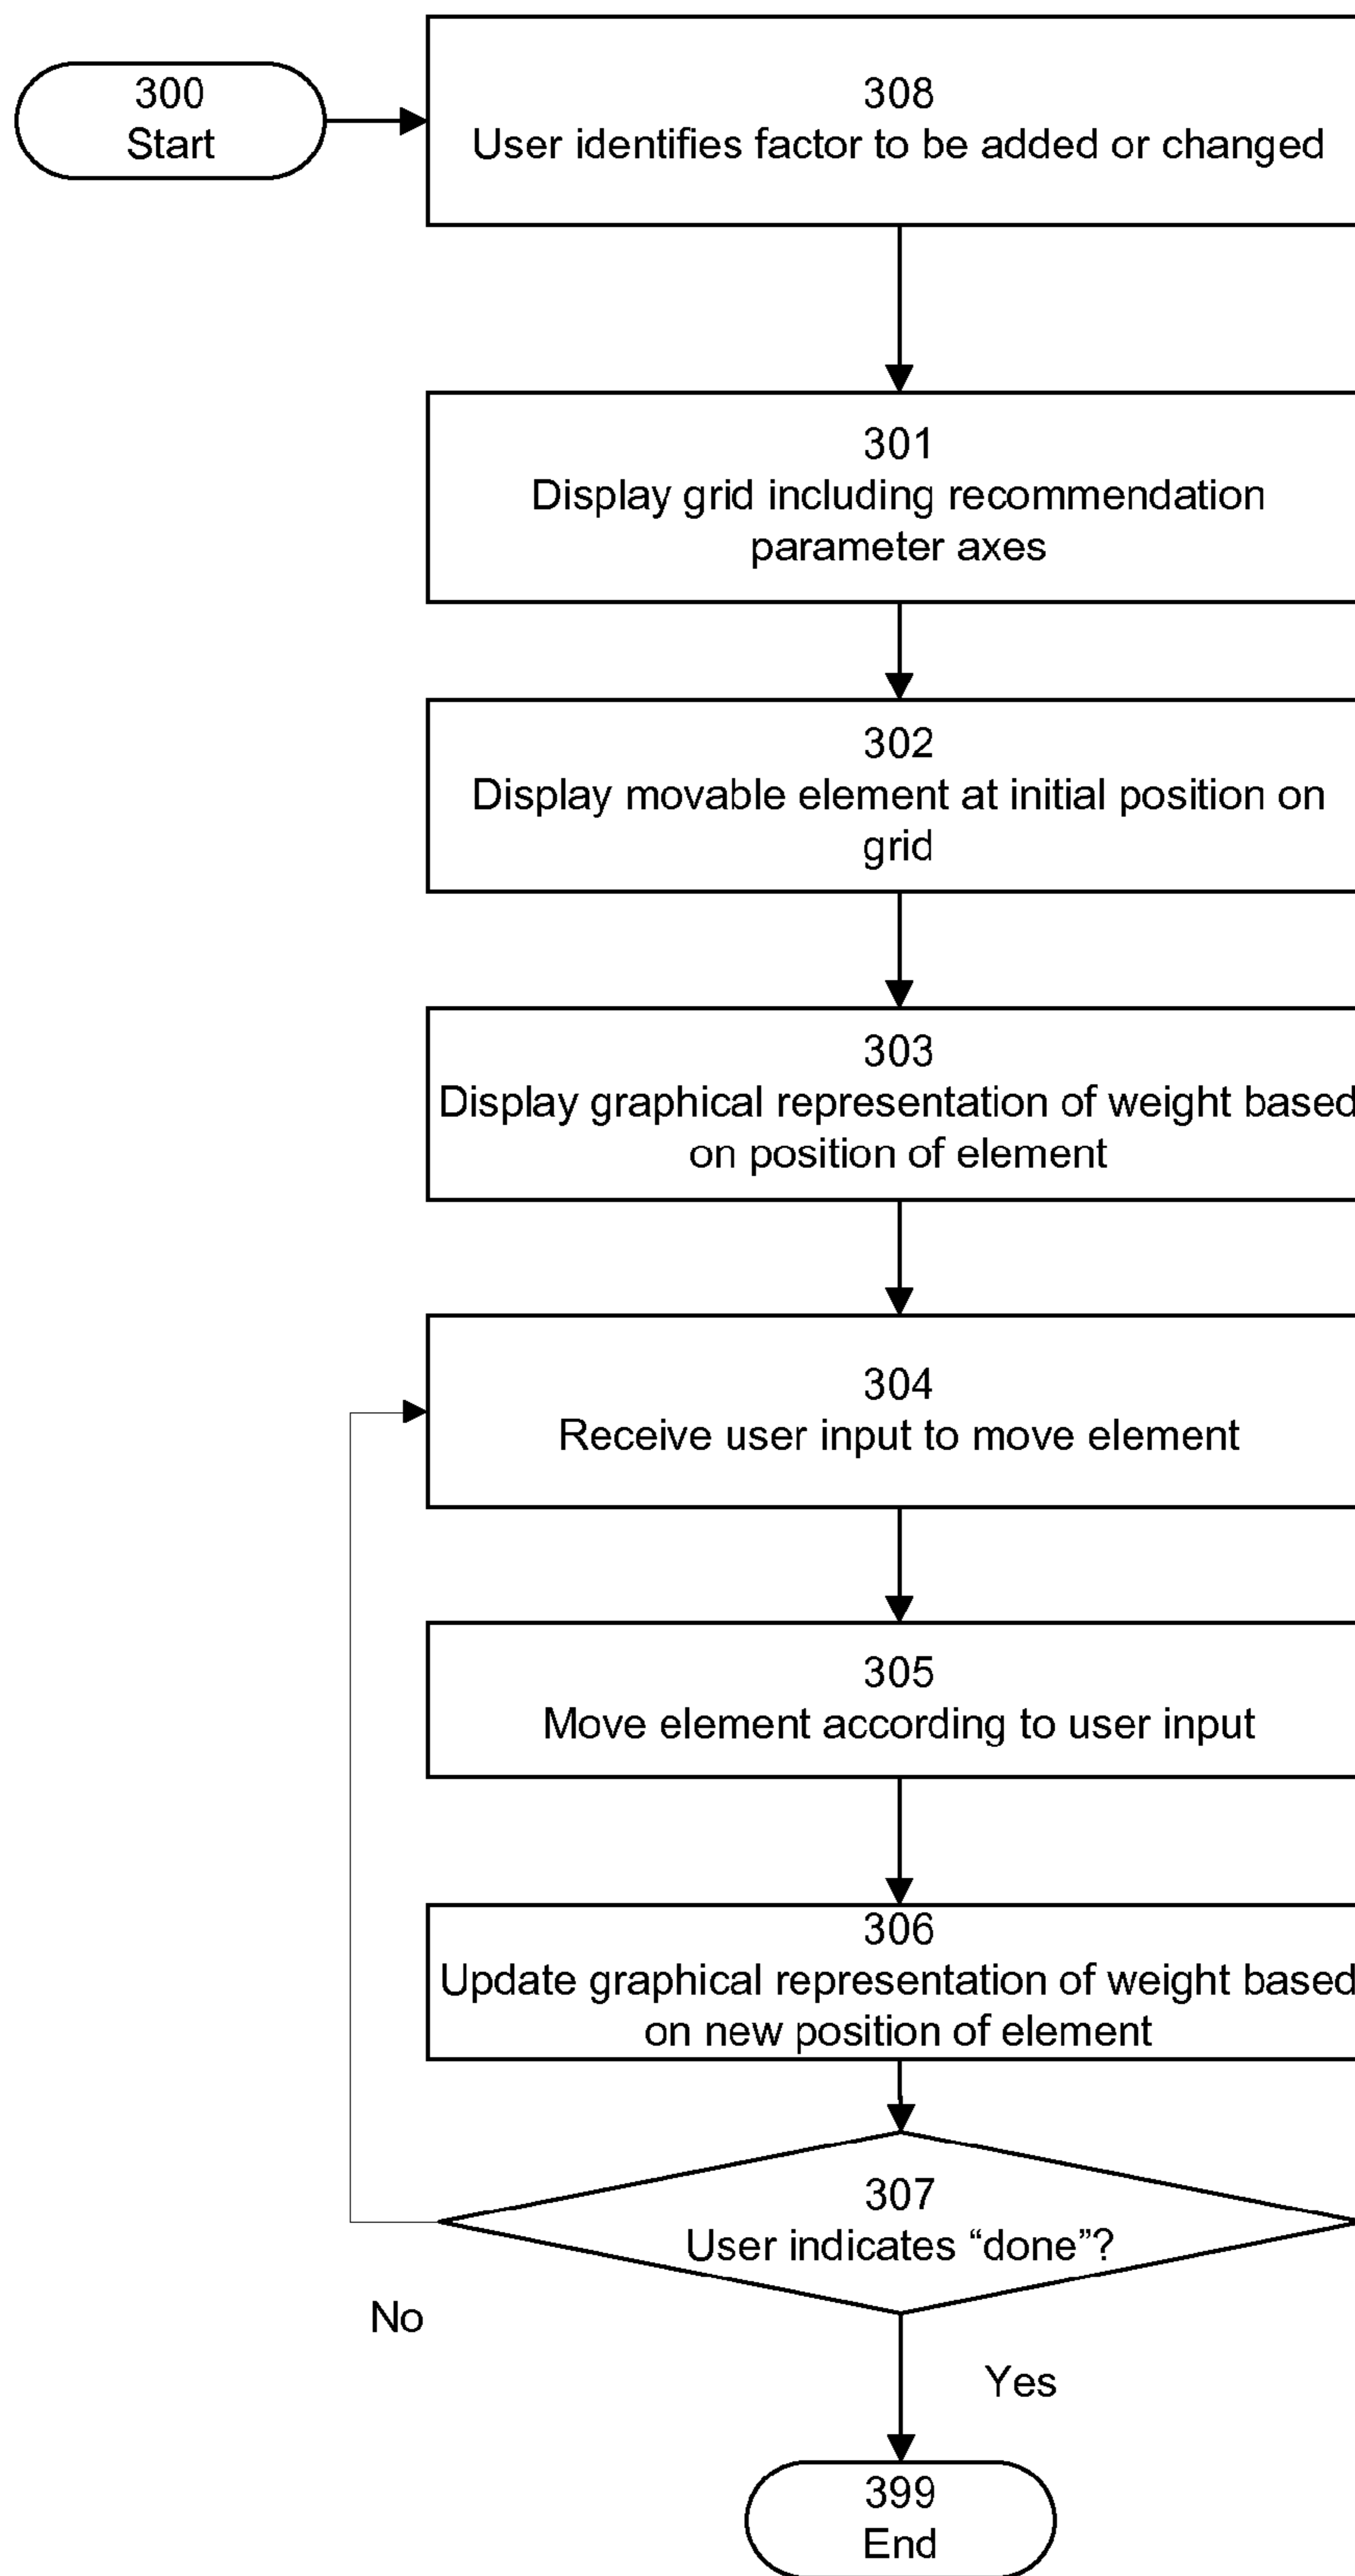 300
Start
308
User identifies factor to be added or changed
301
Display grid including recommendation
parameter axes
302
Display movable element at initial position on
grid
303
Display graphical representation of weight based
on position of element
304
Receive user input to move element
305
Move element according to user input
306
Update graphical representation of weight based
on new position of element
307
User indicates “done”?
No
Yes
399
End